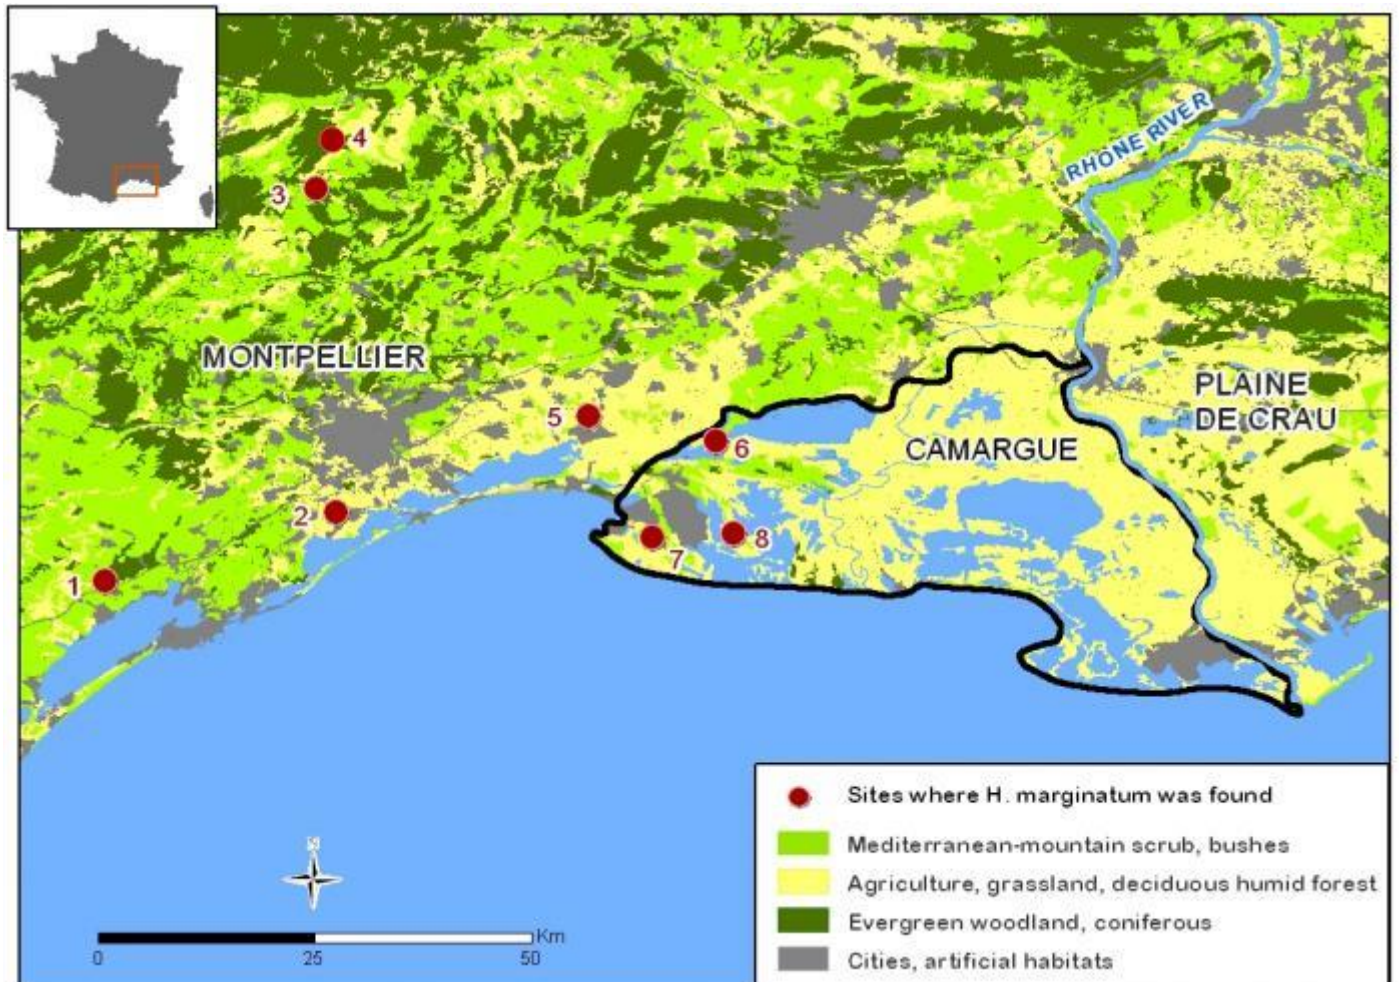 4
3
RHONE RIVER
MONTPELLIER
PLAINE
DE CRAU
5
6
CAMARGUE
2
7
8
1
Sites where H. marginatum was found
Mediterranean-mountain scrub, bushes
Agriculture, grassland, deciduous humid forest
Evergreen woodland, coniferous
Cities, artificial habitats
N
Km
0 25 50